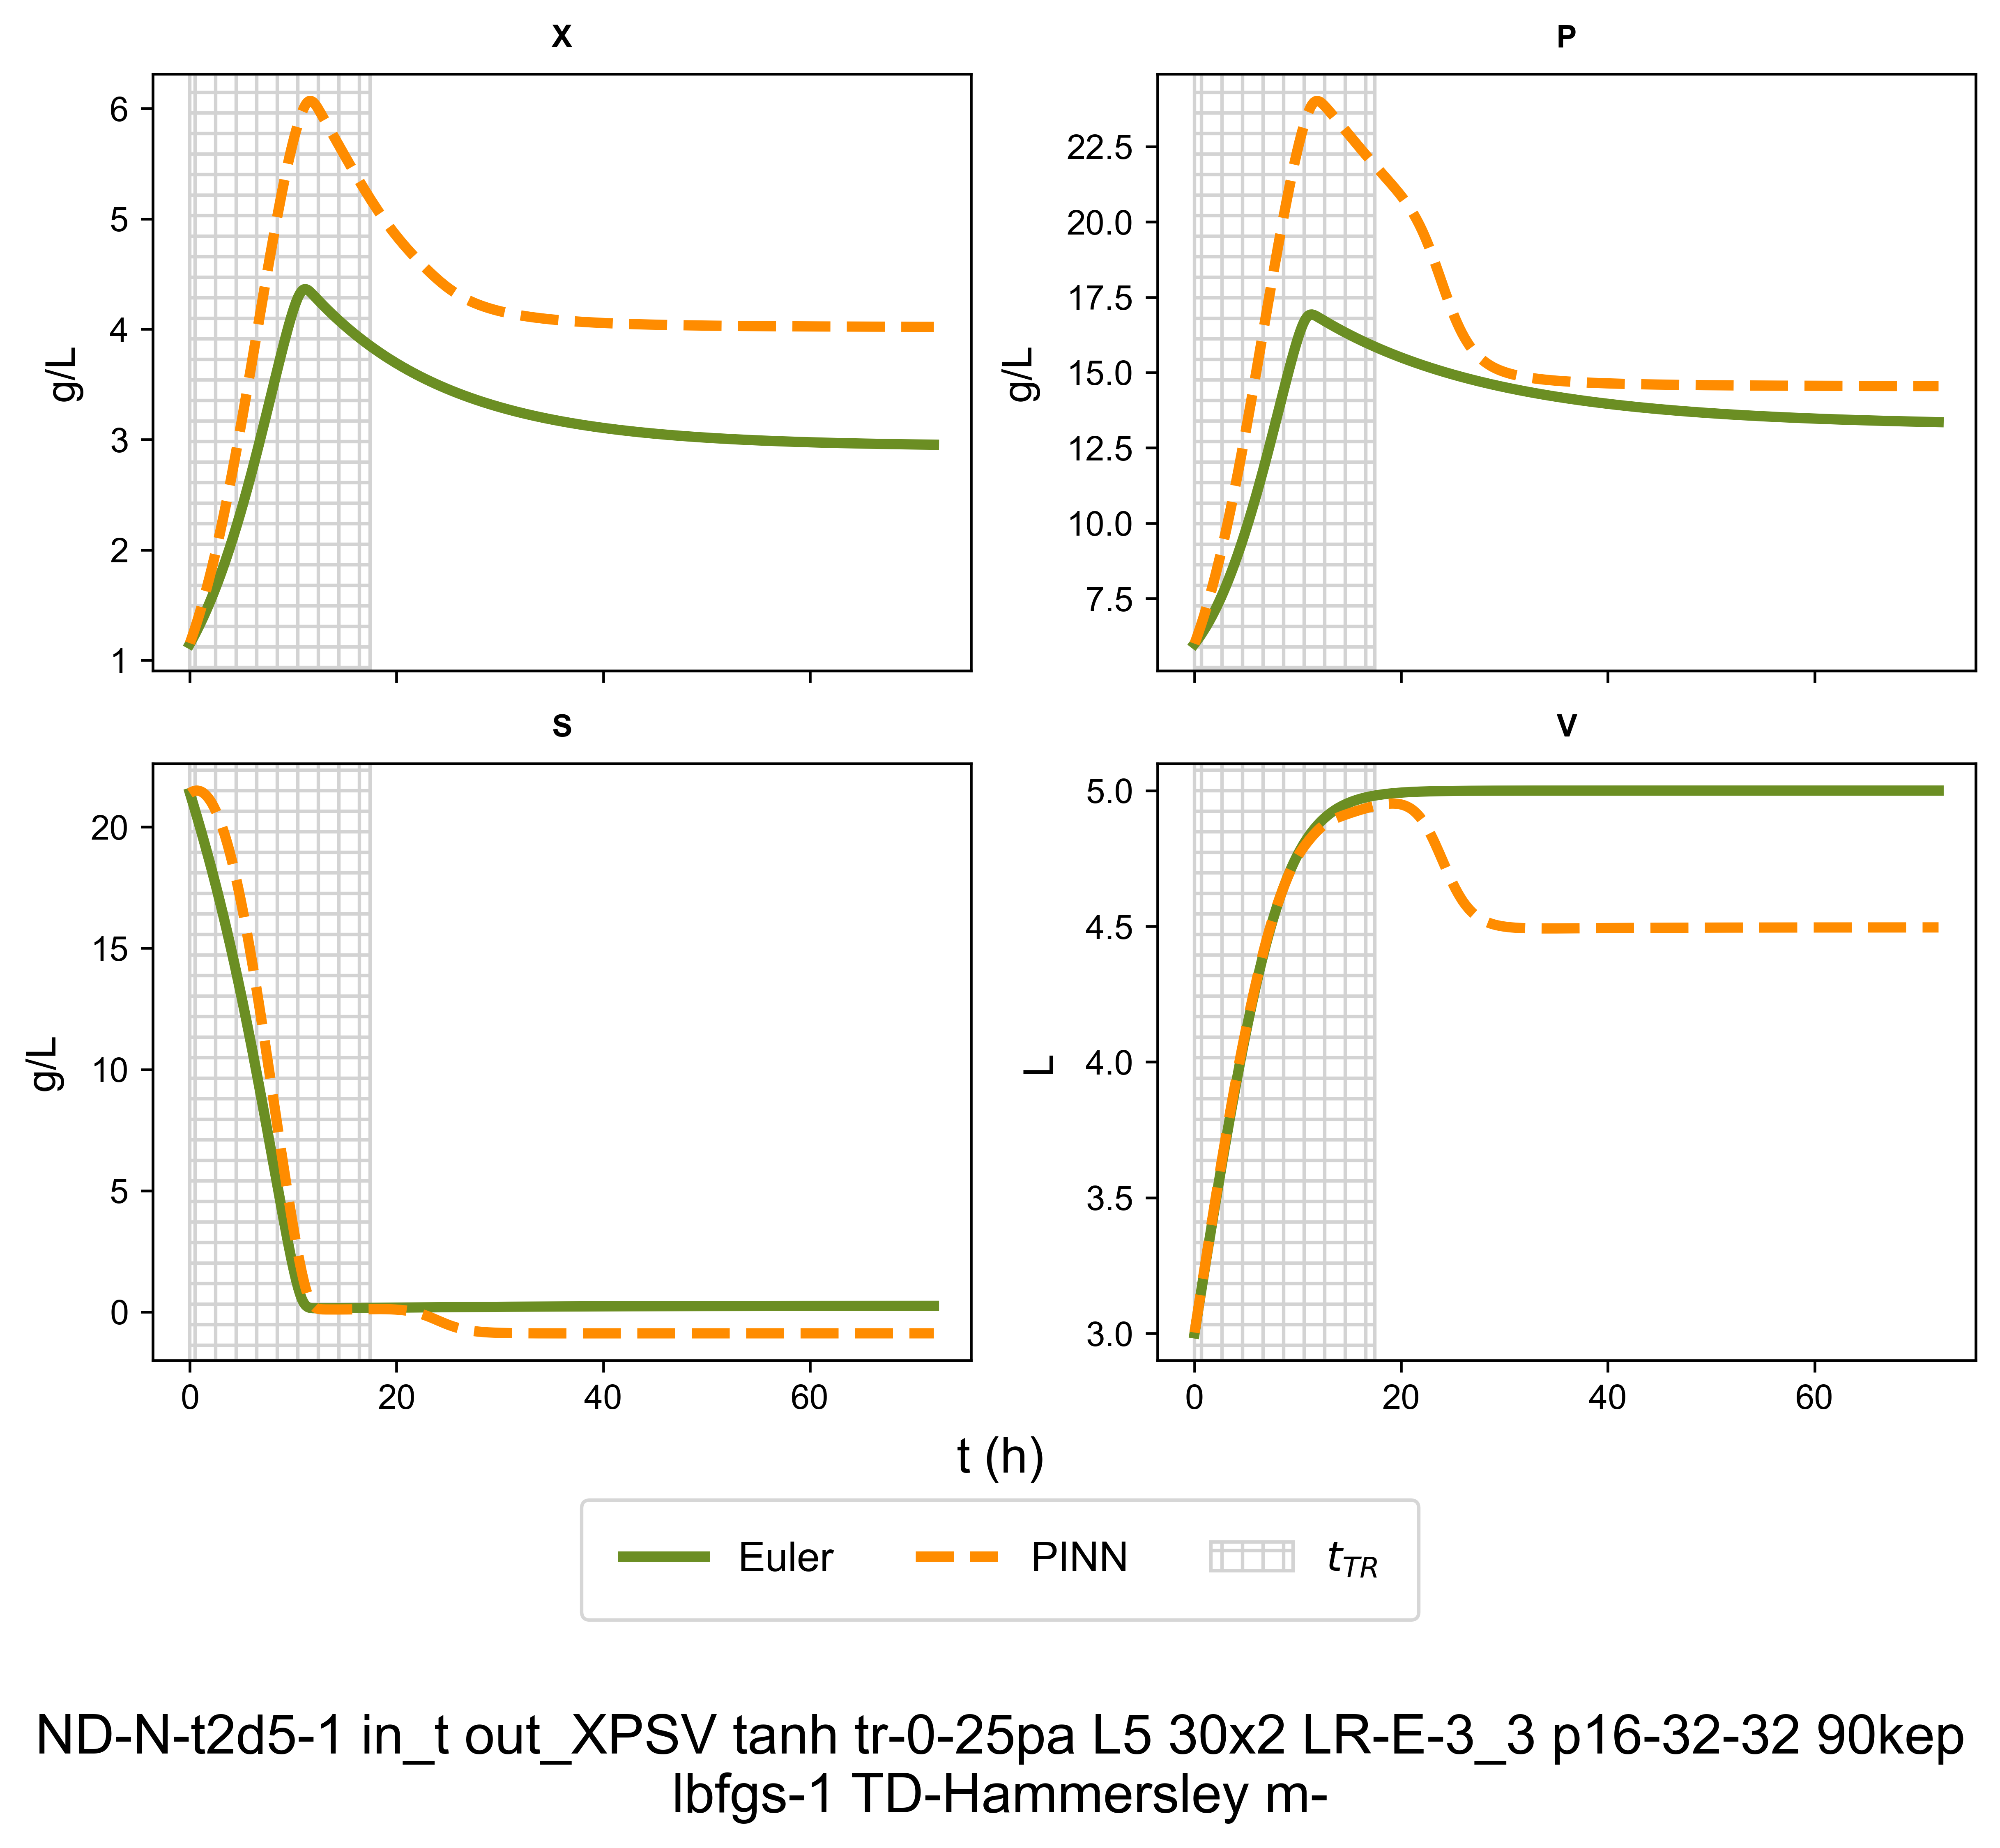 X
6
5
4
3
2
1
g/L
P
22.5
20.0
17.5
15.0
12.5
10.0
7.5
g/L
S
20
15
10
5
0
g/L
0 20 40 60
V
5.0
4.5
4.0
3.5
3.0
L
0 20 40 60
t (h)
Euler PINN t_TR
ND-N-t2d5-1 in_t out_XPSV tanh tr-0-25pa L5 30x2 LR-E-3_3 p16-32-32 90kep
lbfgs-1 TD-Hammersley m-